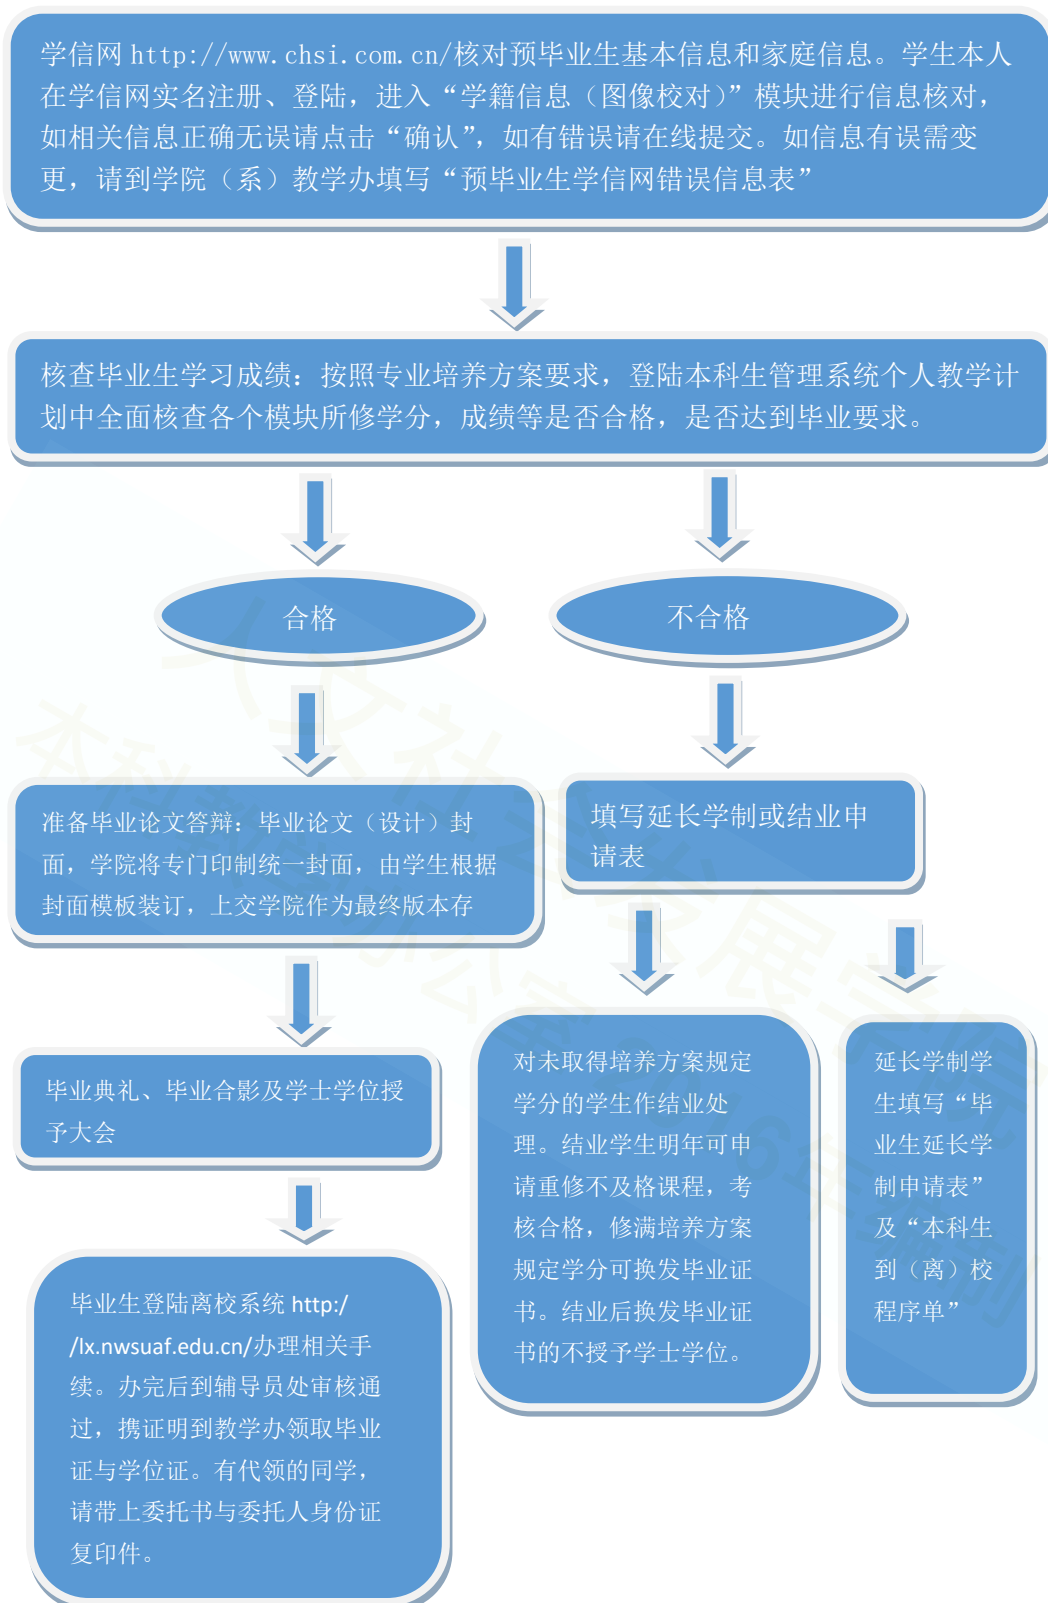 学信网 http://www.chsi.com.cn/核对预毕业生基本信息和家庭信息。学生本人
在学信网实名注册、登陆，进入“学籍信息（图像校对）”模块进行信息核对，
如相关信息正确无误请点击“确认”，如有错误请在线提交。如信息有误需变
更，请到学院（系）教学办填写“预毕业生学信网错误信息表”
核查毕业生学习成绩：按照专业培养方案要求，登陆本科生管理系统个人教学计
划中全面核查各个模块所修学分，成绩等是否合格，是否达到毕业要求。
合格
不合格
准备毕业论文答辩：毕业论文（设计）封
面，学院将专门印制统一封面，由学生根据
封面模板装订，上交学院作为最终版本存
填写延长学制或结业申
请表
毕业典礼、毕业合影及学士学位授
予大会
对未取得培养方案规定
学分的学生作结业处
理。结业学生明年可申
请重修不及格课程，考
核合格，修满培养方案
规定学分可换发毕业证
书。结业后换发毕业证
书的不授予学士学位。
延长学制学
生填写“毕
业生延长学
制申请表”
及“本科生
到（离）校
程序单”
毕业生登陆离校系统 http:/
/lx.nwsuaf.edu.cn/办理相关手
续。办完后到辅导员处审核通
过，携证明到教学办领取毕业
证与学位证。有代领的同学，
请带上委托书与委托人身份证
复印件。
人文社会发展学院
本科教学办公室 2016年编制